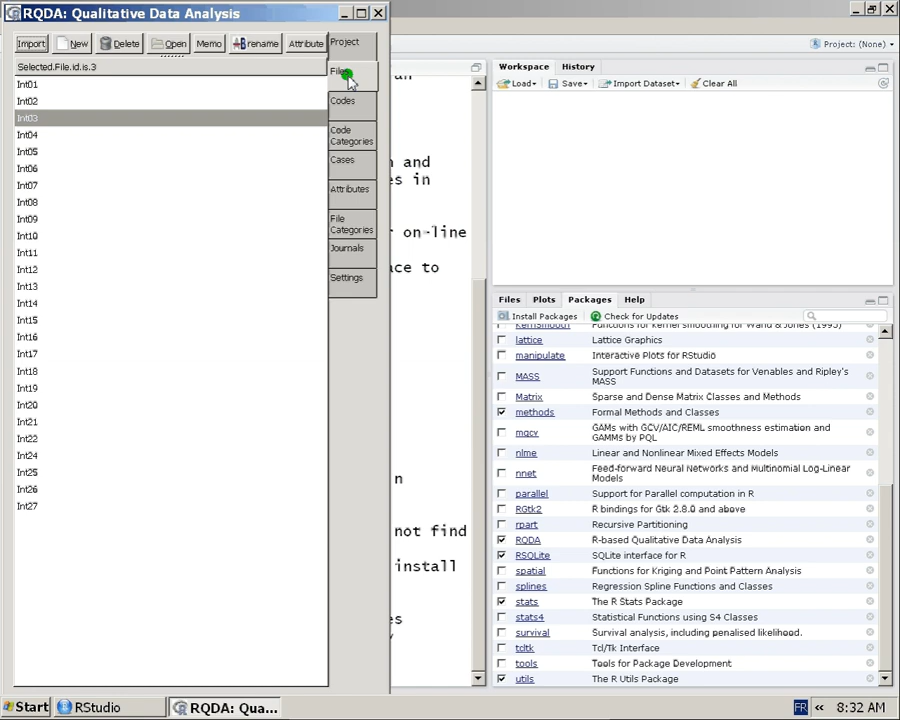 RQDA: Qualitative Data Analysis
Import
New
Delete
Open
Memo
Rename
Attribute
Project
Selected.File.id.is.3
Files
Int01
Int02
Int03
Int04
Int05
Int06
Int07
Int08
Int09
Int10
Int11
Int12
Int13
Int14
Int15
Int16
Int17
Int18
Int19
Int20
Int21
Int22
Int24
Int25
Int26
Int27
Codes
Code
Categories
Cases
Attributes
File
Categories
Journals
Settings
an
n and
es in
r on-line
ace to
n
not find
install
es
Project: (None)
Workspace History
Load Save Import Dataset Clear All
Files Plots Packages Help
Install Packages Check for Updates
KernSmooth Functions for kernel smoothing for Wand & Jones (1995)
lattice Lattice Graphics
manipulate Interactive Plots for RStudio
MASS Support Functions and Datasets for Venables and Ripley's
MASS
Matrix Sparse and Dense Matrix Classes and Methods
methods Formal Methods and Classes
mgcv GAMs with GCV/AIC/REML smoothness estimation and
GAMMs by PQL
nlme Linear and Nonlinear Mixed Effects Models
nnet Feed-forward Neural Networks and Multinomial Log-Linear
Models
parallel Support for Parallel computation in R
RGtk2 R bindings for Gtk 2.8.0 and above
rpart Recursive Partitioning
RQDA R-based Qualitative Data Analysis
RSQLite SQLite interface for R
spatial Functions for Kriging and Point Pattern Analysis
splines Regression Spline Functions and Classes
stats The R Stats Package
stats4 Statistical Functions using S4 Classes
survival Survival analysis, including penalised likelihood.
tcltk Tcl/Tk Interface
tools Tools for Package Development
utils The R Utils Package
Start RStudio RQDA: Qua... FR « 8:32 AM